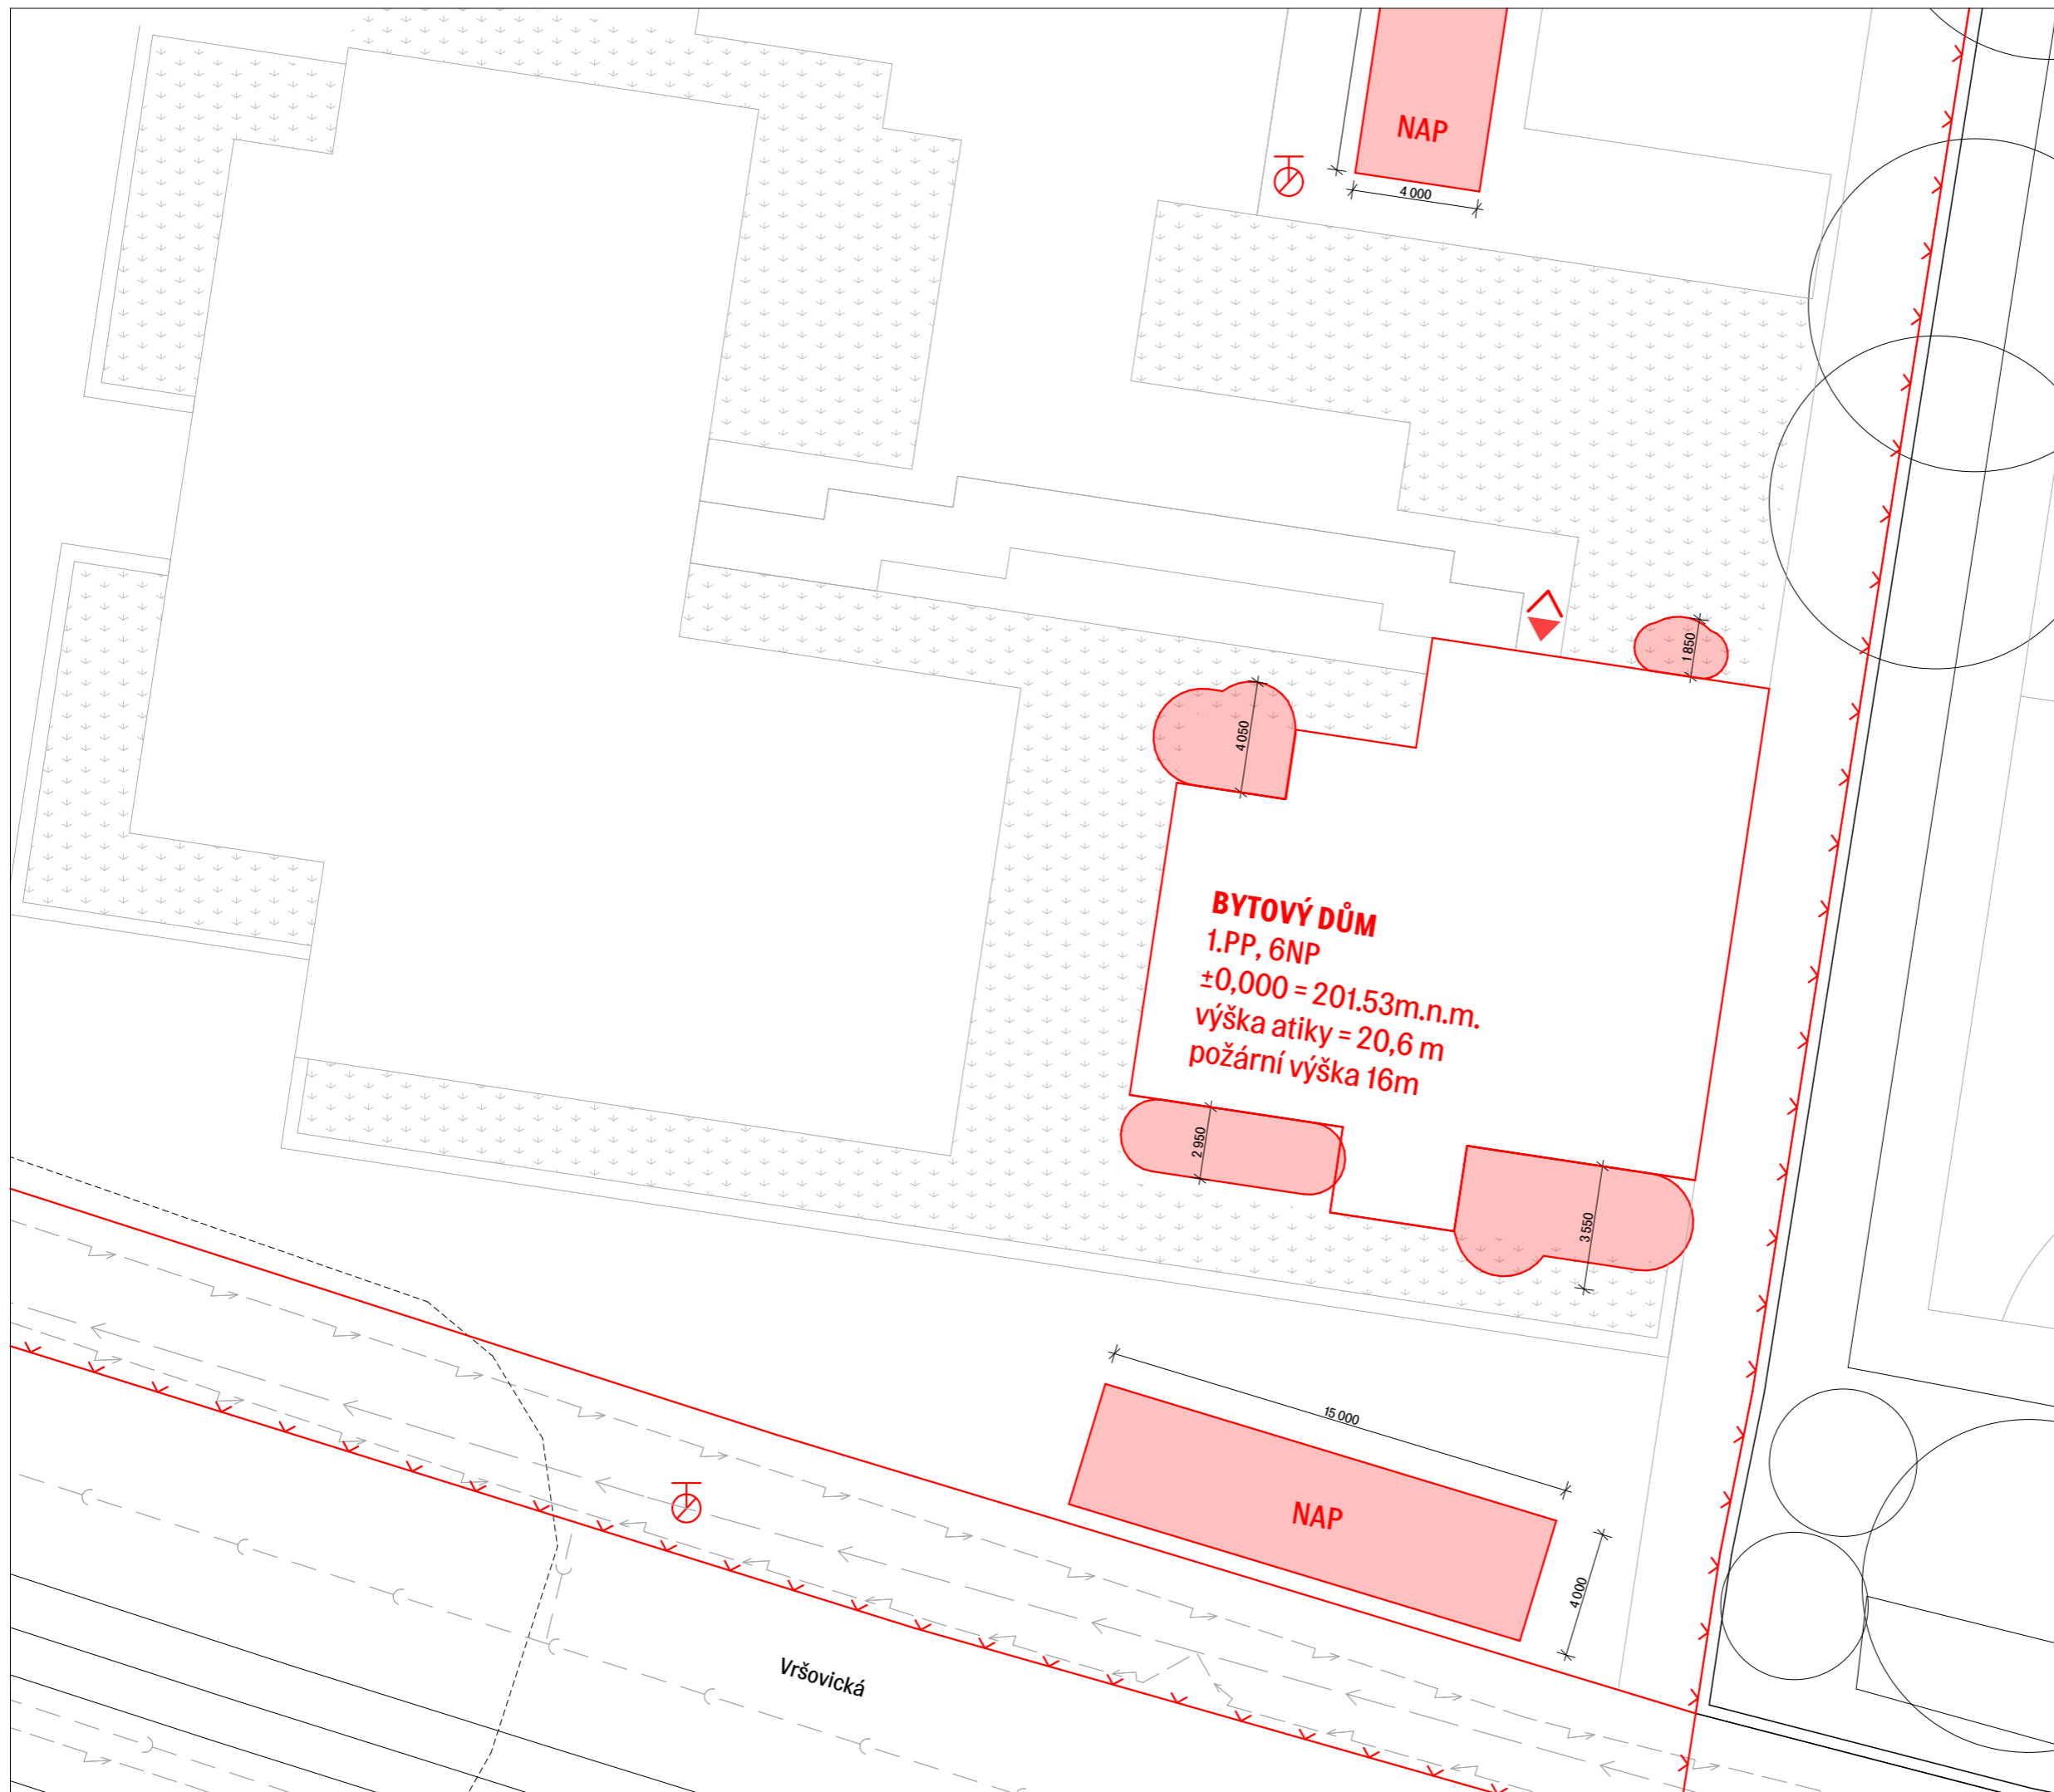 NAP
4 000
1 850
4 050
BYTOVÝ DŮM
1.PP, 6NP
±0,000 = 201.53m.n.m.
výška atiky = 20,6 m
požární výška 16m
2 950
3 550
15 000
NAP
4 000
Vršovická